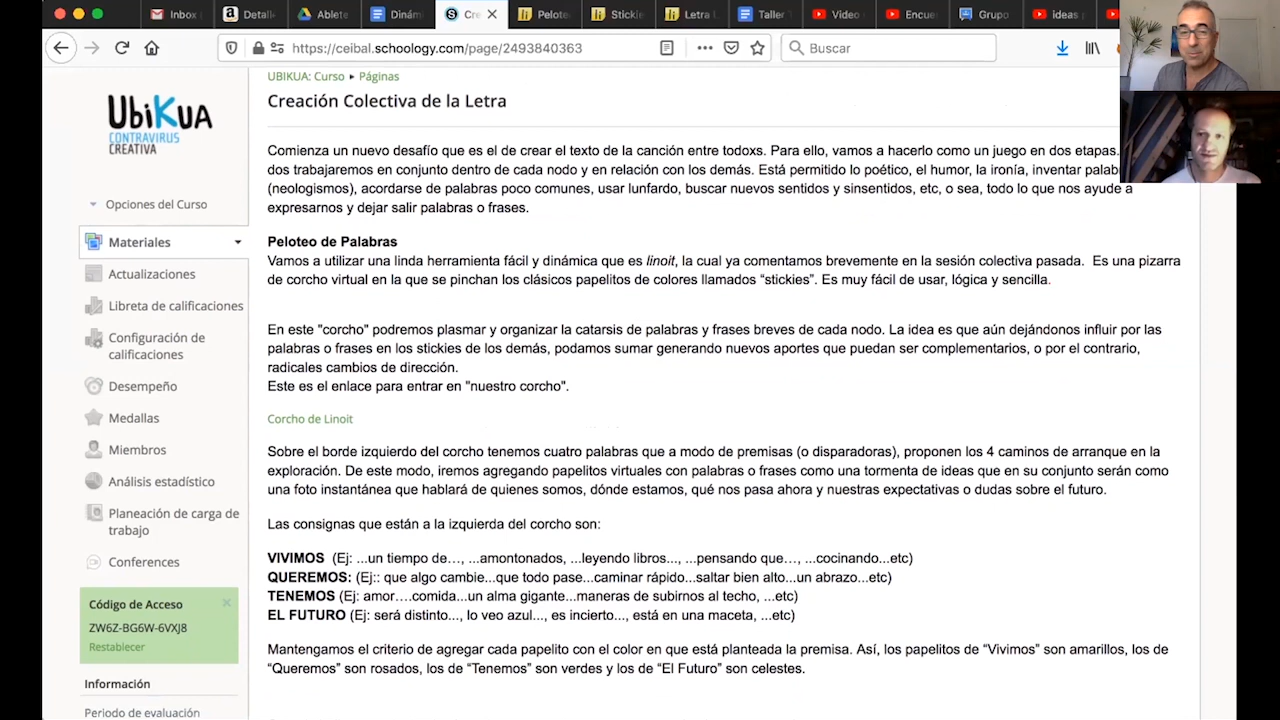 Inbox
Detall
Ablete
Dinám
Cre
Pelote
Stickie
Letra
Taller
Video
Encue
Grupo
ideas
https://ceibal.schoology.com/page/2493840363
Buscar
UbiKUA
CONTRAVIRUS
CREATIVA
Opciones del Curso
Materiales
Actualizaciones
Libreta de calificaciones
Configuración de
calificaciones
Desempeño
Medallas
Miembros
Análisis estadístico
Planeación de carga de
trabajo
Conferences
Código de Acceso
ZW6Z-BG6W-6VXJ8
Restablecer
Información
Periodo de evaluación
UBIKUA: Curso ▸ Páginas
Creación Colectiva de la Letra
Comienza un nuevo desafío que es el de crear el texto de la canción entre todoxs. Para ello, vamos a hacerlo como un juego en dos etapas.
dos trabajaremos en conjunto dentro de cada nodo y en relación con los demás. Está permitido lo poético, el humor, la ironía, inventar palab
(neologismos), acordarse de palabras poco comunes, usar lunfardo, buscar nuevos sentidos y sinsentidos, etc, o sea, todo lo que nos ayude a
expresarnos y dejar salir palabras o frases.
Peloteo de Palabras
Vamos a utilizar una linda herramienta fácil y dinámica que es linoit, la cual ya comentamos brevemente en la sesión colectiva pasada. Es una pizarra
de corcho virtual en la que se pinchan los clásicos papelitos de colores llamados “stickies”. Es muy fácil de usar, lógica y sencilla.
En este "corcho" podremos plasmar y organizar la catarsis de palabras y frases breves de cada nodo. La idea es que aún dejándonos influir por las
palabras o frases en los stickies de los demás, podamos sumar generando nuevos aportes que puedan ser complementarios, o por el contrario,
radicales cambios de dirección.
Este es el enlace para entrar en "nuestro corcho".
Corcho de Linoit
Sobre el borde izquierdo del corcho tenemos cuatro palabras que a modo de premisas (o disparadoras), proponen los 4 caminos de arranque en la
exploración. De este modo, iremos agregando papelitos virtuales con palabras o frases como una tormenta de ideas que en su conjunto serán como
una foto instantánea que hablará de quienes somos, dónde estamos, qué nos pasa ahora y nuestras expectativas o dudas sobre el futuro.
Las consignas que están a la izquierda del corcho son:
VIVIMOS (Ej: ...un tiempo de…, ...amontonados, ...leyendo libros..., ...pensando que…, ...cocinando...etc)
QUEREMOS: (Ej:: que algo cambie...que todo pase...caminar rápido...saltar bien alto...un abrazo...etc)
TENEMOS (Ej: amor….comida...un alma gigante...maneras de subirnos al techo, ...etc)
EL FUTURO (Ej: será distinto..., lo veo azul..., es incierto..., está en una maceta, ...etc)
Mantengamos el criterio de agregar cada papelito con el color en que está planteada la premisa. Así, los papelitos de “Vivimos” son amarillos, los de
“Queremos” son rosados, los de “Tenemos” son verdes y los de “El Futuro” son celestes.